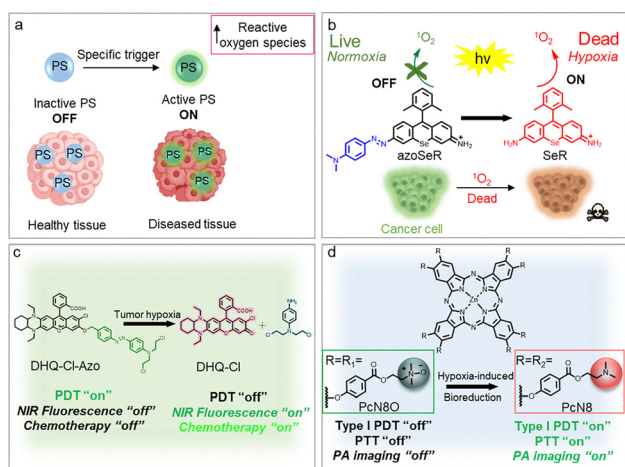 a
Reactive
oxygen species
Specific trigger
PS
PS
Inactive PS
OFF
Active PS
ON
PS
PS
PS
PS
PS
PS
Healthy tissue
Diseased tissue
b
Live
Normoxia
¹O₂
hv
¹O₂
Dead
Hypoxia
OFF
ON
N
N
N
Se
NH₂
+
azoSeR
H₂N
Se
NH₂
+
SeR
¹O₂
Dead
Cancer cell
c
COOH
Cl
N
N
O
O
N
N
N
Cl
Cl
DHQ-Cl-Azo
Tumor hypoxia
COOH
Cl
N
N
O
O
DHQ-Cl
+
NH₂
N
Cl
Cl
PDT “on”
NIR Fluorescence “off”
Chemotherapy “off”
PDT “off”
NIR Fluorescence “on”
Chemotherapy “on”
d
R
R
R
R
R
R
R
R
N
N
N
N
Zn
N
N
N
N
R=R₁=
O
O
O
N
+
O
PcN8O
Hypoxia-induced
Bioreduction
R=R₂=
O
O
O
N
PcN8
Type I PDT “off”
PTT “off”
PA imaging “off”
Type I PDT “on”
PTT “on”
PA imaging “on”